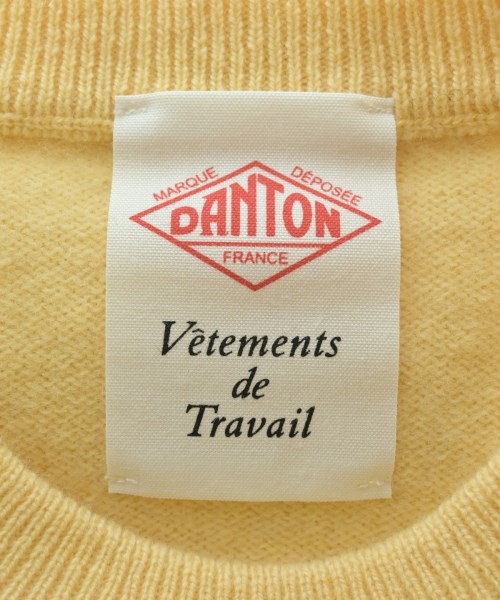 MARQUE DÉPOSÉE
DANTON
FRANCE
Vêtements
de
Travail